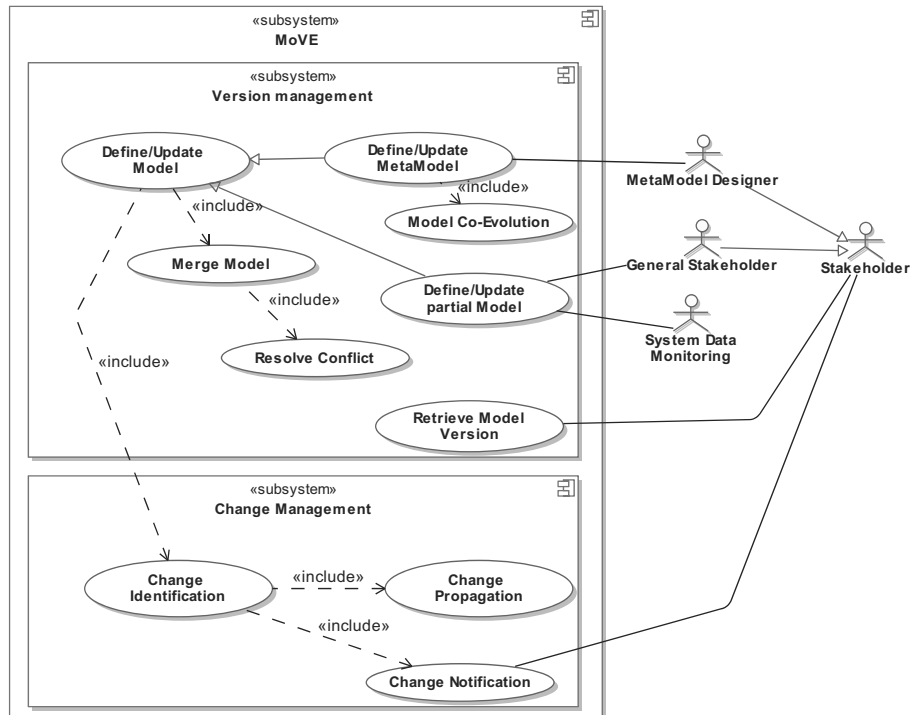 «subsystem»
MoVE
«subsystem»
Version management
Define/Update
Model
Define/Update
MetaModel
MetaModel Designer
«include»
«include»
Model Co-Evolution
Merge Model
General Stakeholder
Stakeholder
Define/Update
partial Model
«include»
System Data
Monitoring
«include»
Resolve Conflict
Retrieve Model
Version
«subsystem»
Change Management
Change
Identification
«include»
Change
Propagation
«include»
Change Notification